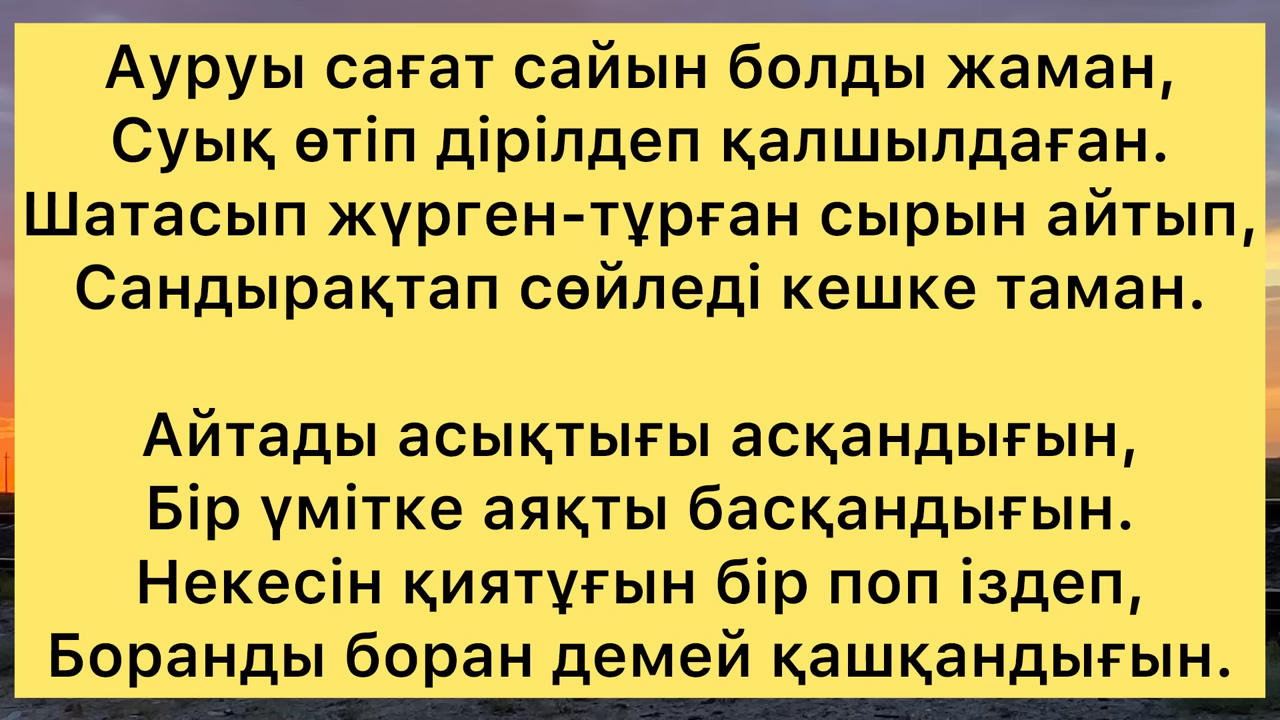 Ауруы сағат сайын болды жаман,
Суық өтіп дірілдеп қалшылдаған.
Шатасып жүрген-тұрған сырын айтып,
Сандырақтап сөйледі кешке таман.
Айтады асықтығы асқандығын,
Бір үмітке аяқты басқандығын.
Некесін қиятұғын бір поп іздеп,
Боранды боран демей қашқандығын.